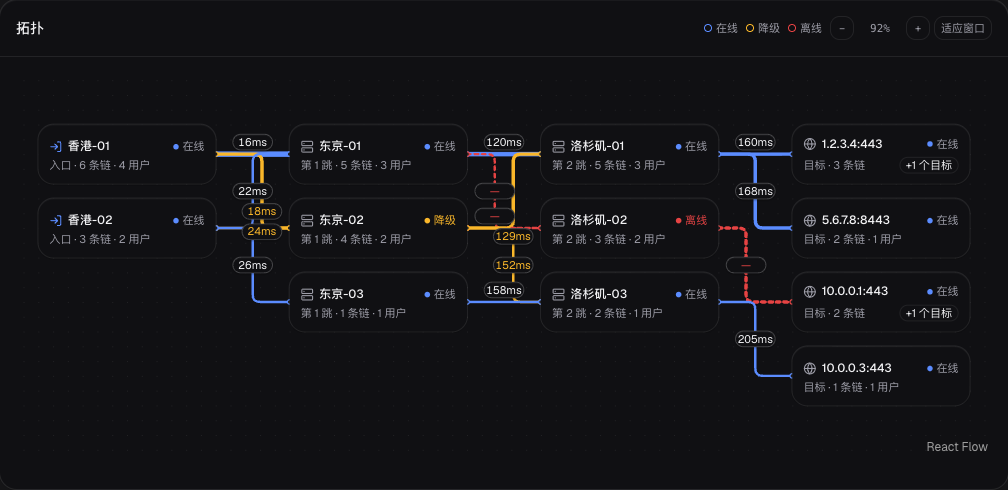 拓扑
在线 降级 离线 − 92% + 适应窗口
香港-01 在线
入口 · 6 条链 · 4 用户
香港-02 在线
入口 · 3 条链 · 2 用户
16ms
22ms
18ms
24ms
26ms
东京-01 在线
第 1 跳 · 5 条链 · 3 用户
东京-02 降级
第 1 跳 · 4 条链 · 2 用户
东京-03 在线
第 1 跳 · 1 条链 · 1 用户
120ms
—
—
129ms
152ms
158ms
洛杉矶-01 在线
第 2 跳 · 5 条链 · 3 用户
洛杉矶-02 离线
第 2 跳 · 3 条链 · 2 用户
洛杉矶-03 在线
第 2 跳 · 2 条链 · 1 用户
160ms
168ms
—
205ms
1.2.3.4:443 在线
目标 · 3 条链 +1 个目标
5.6.7.8:8443 在线
目标 · 2 条链 · 1 用户
10.0.0.1:443 在线
目标 · 2 条链 +1 个目标
10.0.0.3:443 在线
目标 · 1 条链 · 1 用户
React Flow